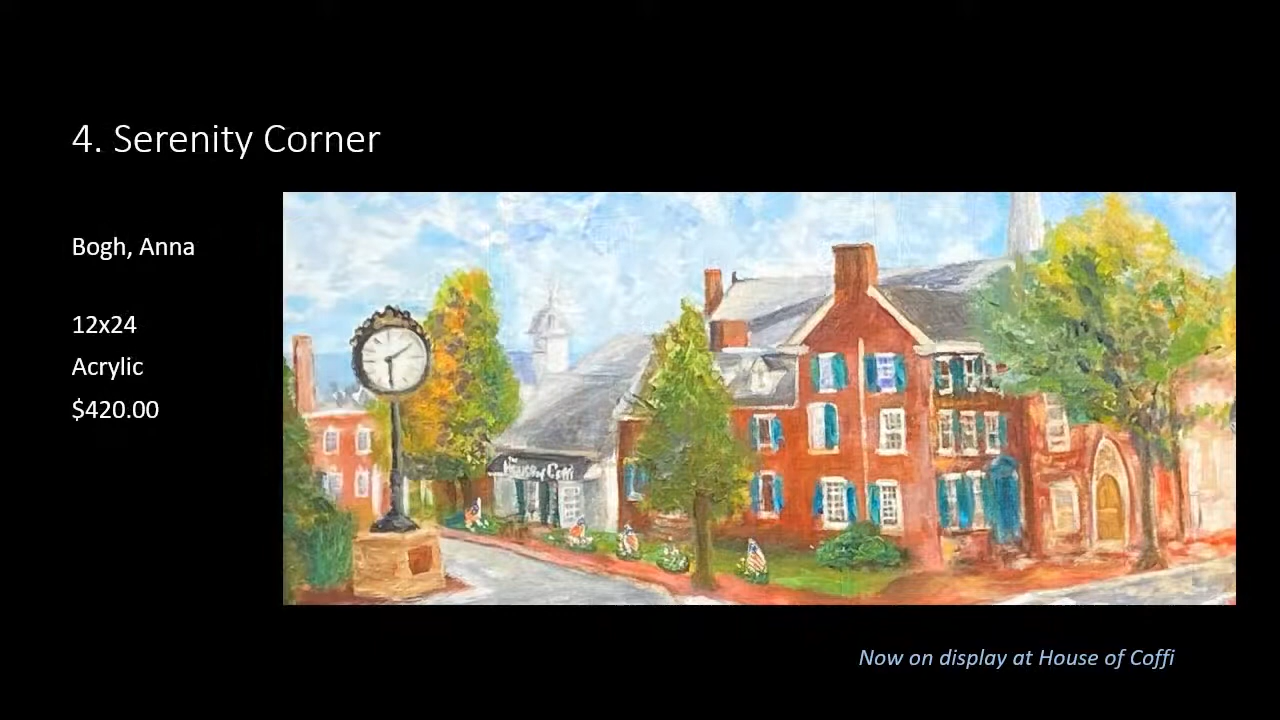 4. Serenity Corner
Bogh, Anna
12x24
Acrylic
$420.00
The
House of Coffi
Now on display at House of Coffi